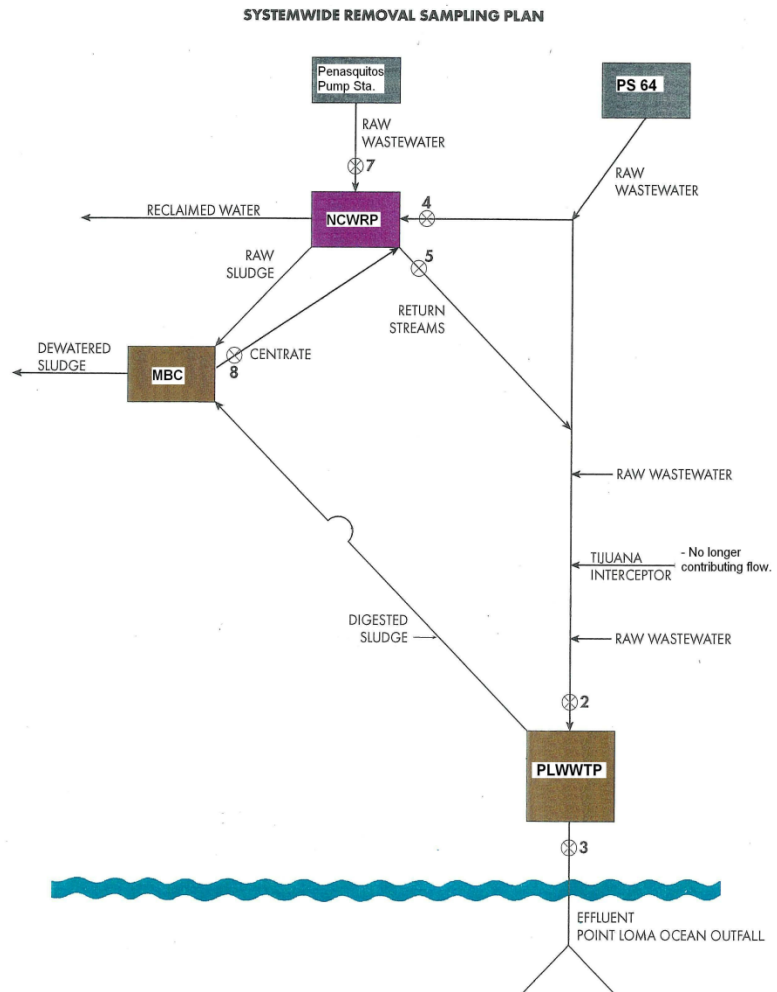 SYSTEMWIDE REMOVAL SAMPLING PLAN
Penasquitos
Pump Sta.
PS 64
RAW
WASTEWATER
7
RAW
WASTEWATER
4
RECLAIMED WATER
NCWRP
5
RAW
SLUDGE
RETURN
STREAMS
DEWATERED
SLUDGE
MBC
CENTRATE
8
RAW WASTEWATER
TIJUANA
INTERCEPTOR
- No longer
contributing flow.
DIGESTED
SLUDGE
RAW WASTEWATER
2
PLWWTP
3
EFFLUENT
POINT LOMA OCEAN OUTFALL